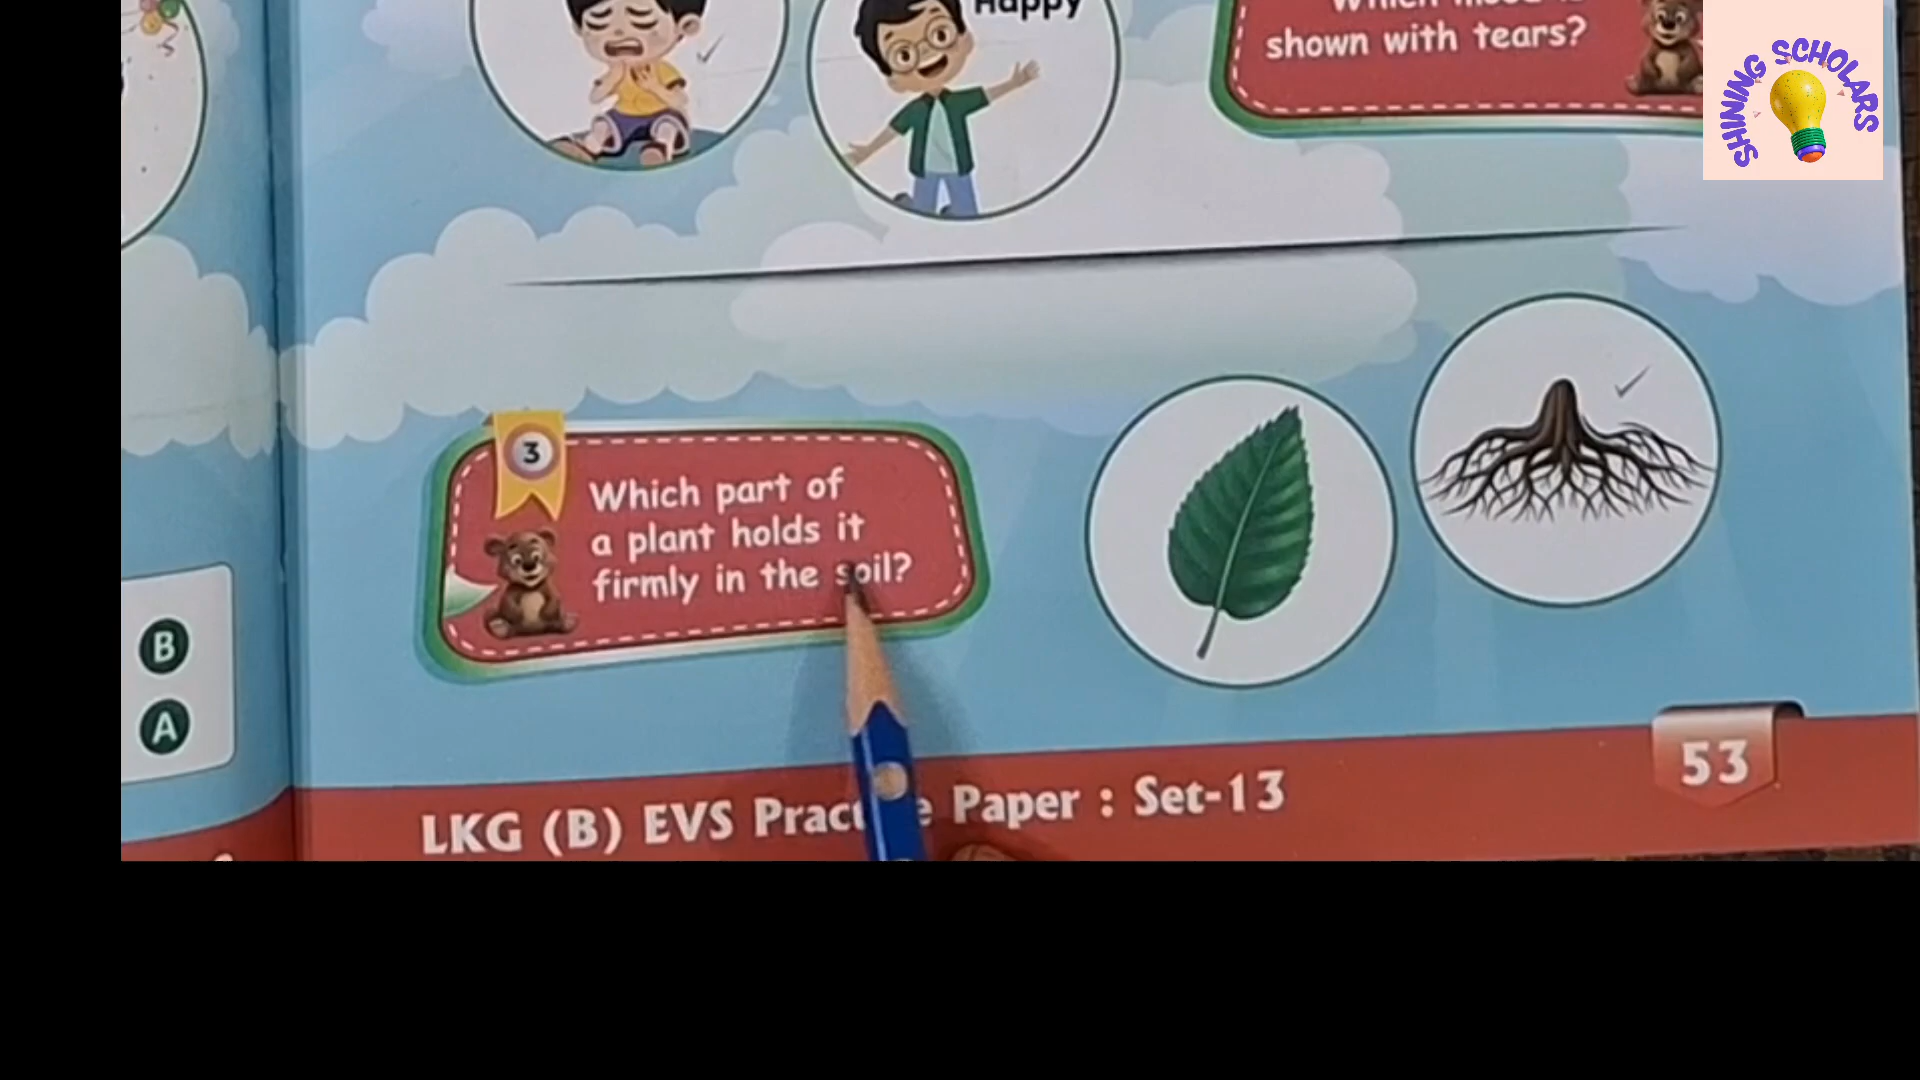 Happy
shown with tears?
SHINING SCHOLARS
3
Which part of
a plant holds it
firmly in the soil?
B
A
53
LKG (B) EVS Practice Paper : Set-13